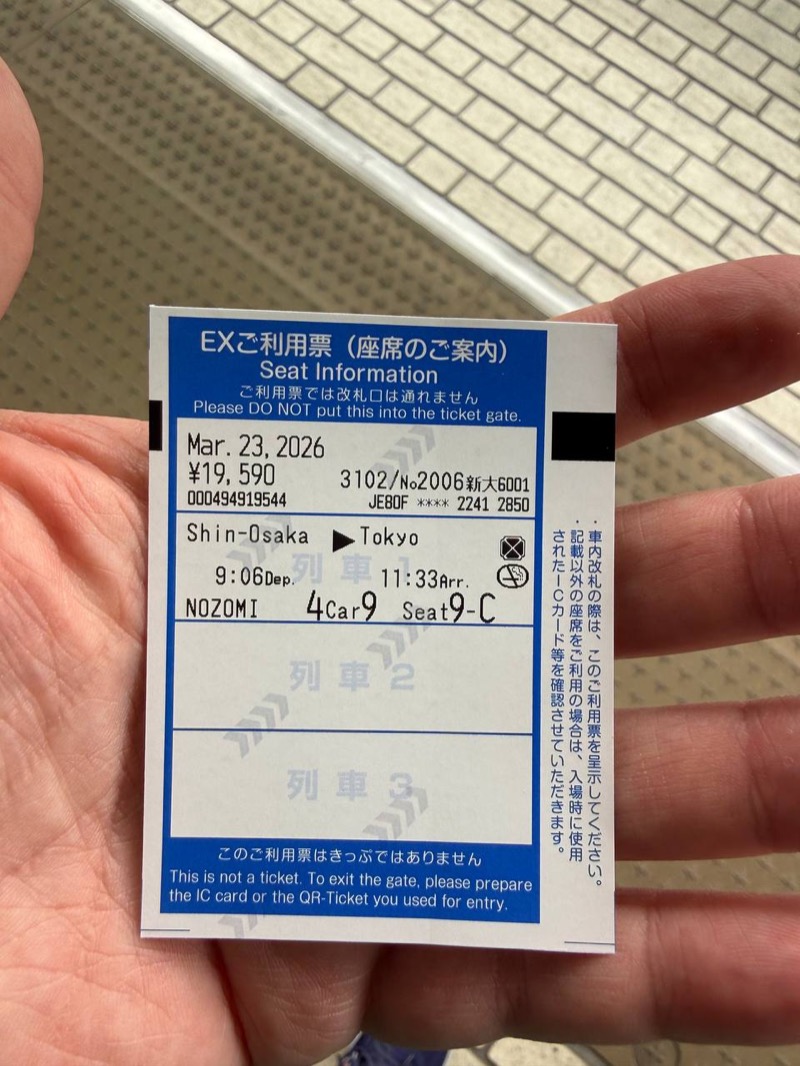 EXご利用票（座席のご案内）
Seat Information
ご利用票では改札口は通れません
Please DO NOT put this into the ticket gate.
Mar. 23, 2026
¥19,590 3102/No2006新大6001
000494919544 JE80F **** 2241 2850
Shin-Osaka ▶ Tokyo
列車1
9:06Dep. 11:33Arr.
NOZOMI 4Car9 Seat9-C
列車2
列車3
このご利用票はきっぷではありません
This is not a ticket. To exit the gate, please prepare
the IC card or the QR-Ticket you used for entry.
・車内改札の際は、このご利用票を呈示してください。
・記載以外の座席をご利用の場合は、入場時に使用
されたICカード等を確認させていただきます。